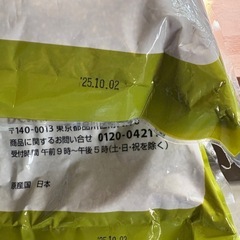 '25.10.02
〒140-0013 東京都品川
商品に関するお問い合せ 0120-0421
受付時間 午前9時~午後5時(土・日・祝を除く)
原産国 日本
'25.10.02